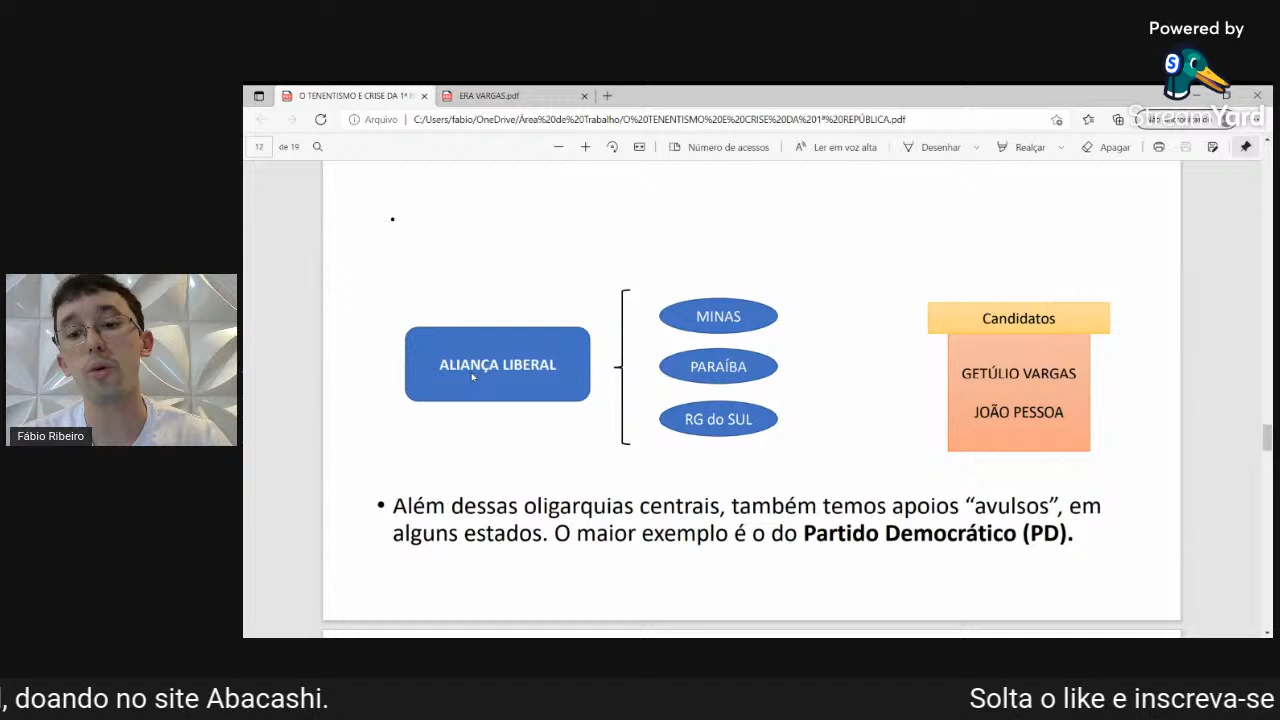 Powered by
StreamYard
O TENENTISMO E CRISE DA 1ª
ERA VARGAS.pdf
Arquivo
C:/Users/fabio/OneDrive/Área%20de%20Trabalho/O%20TENENTISMO%20E%20CRISE%20DA%201ª%20REPÚBLICA.pdf
12 de 19
Número de acessos
Ler em voz alta
Desenhar
Realçar
Apagar
ALIANÇA LIBERAL
MINAS
PARAÍBA
RG do SUL
Candidatos
GETÚLIO VARGAS
JOÃO PESSOA
• Além dessas oligarquias centrais, também temos apoios “avulsos”, em
alguns estados. O maior exemplo é o do Partido Democrático (PD).
Fábio Ribeiro
, doando no site Abacashi.
Solta o like e inscreva-se